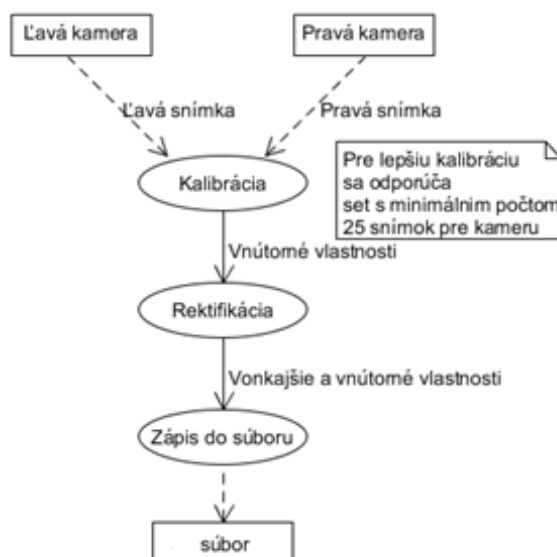 Ľavá kamera
Pravá kamera
Ľavá snímka
Pravá snímka
Kalibrácia
Pre lepšiu kalibráciu
sa odporúča
set s minimálnim počtom
25 snímok pre kameru
Vnútorné vlastnosti
Rektifikácia
Vonkajšie a vnútorné vlastnosti
Zápis do súboru
súbor